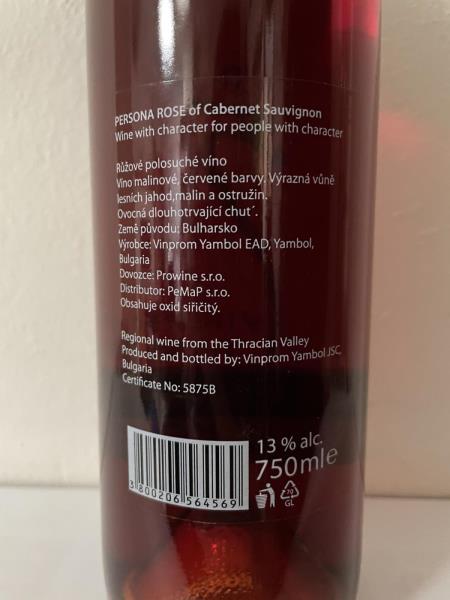 PERSONA ROSE of Cabernet Sauvignon
Wine with character for people with character
Růžové polosuché víno
Víno malinové, červené barvy. Výrazná vůně
lesních jahod,malin a ostružin.
Ovocná dlouhotrvající chut´.
Země původu: Bulharsko
Výrobce: Vinprom Yambol EAD, Yambol,
Bulgaria
Dovozce: Prowine s.r.o.
Distributor: PeMaP s.r.o.
Obsahuje oxid siřičitý.
Regional wine from the Thracian Valley
Produced and bottled by: Vinprom Yambol JSC,
Bulgaria
Certificate No: 5875B
13 % alc.
750ml℮
3 800206 564569
70
GL